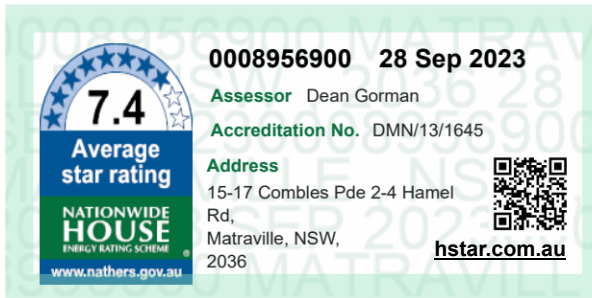 0008956900 28 Sep 2023
Assessor Dean Gorman
Accreditation No. DMN/13/1645
Address
15-17 Combles Pde 2-4 Hamel
Rd,
Matraville, NSW,
2036
hstar.com.au
7.4
Average
star rating
NATIONWIDE
HOUSE
ENERGY RATING SCHEME
®
www.nathers.gov.au